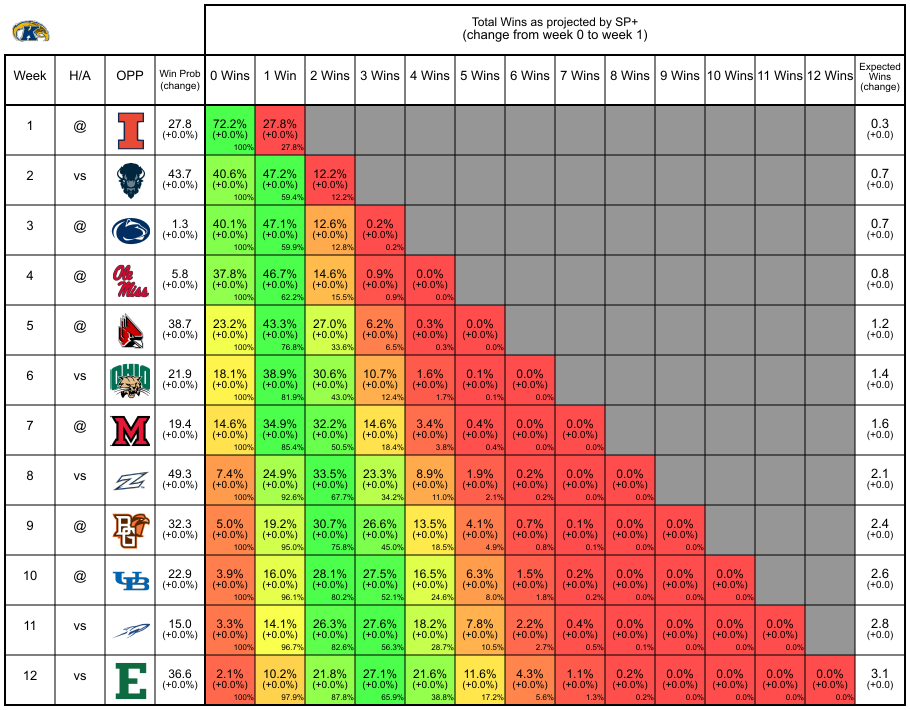 Total Wins as projected by SP+
(change from week 0 to week 1)
Week H/A OPP Win Prob (change) 0 Wins 1 Win 2 Wins 3 Wins 4 Wins 5 Wins 6 Wins 7 Wins 8 Wins 9 Wins 10 Wins 11 Wins 12 Wins Expected Wins (change)
1 @ I 27.8 72.2% 27.8% 0.3
(+0.0%) (+0.0%) (+0.0%) (+0.0)
100% 27.8%
2 vs 43.7 40.6% 47.2% 12.2% 0.7
(+0.0%) (+0.0%) (+0.0%) (+0.0%) (+0.0)
100% 59.4% 12.2%
3 @ 1.3 40.1% 47.1% 12.6% 0.2% 0.7
(+0.0%) (+0.0%) (+0.0%) (+0.0%) (+0.0%) (+0.0)
100% 59.9% 12.8% 0.2%
4 @ Ole Miss 5.8 37.8% 46.7% 14.6% 0.9% 0.0% 0.8
(+0.0%) (+0.0%) (+0.0%) (+0.0%) (+0.0%) (+0.0%) (+0.0)
100% 62.2% 15.5% 0.9% 0.0%
5 @ 38.7 23.2% 43.3% 27.0% 6.2% 0.3% 0.0% 1.2
(+0.0%) (+0.0%) (+0.0%) (+0.0%) (+0.0%) (+0.0%) (+0.0%) (+0.0)
100% 76.8% 33.6% 6.5% 0.3% 0.0%
6 vs OHIO 21.9 18.1% 38.9% 30.6% 10.7% 1.6% 0.1% 0.0% 1.4
(+0.0%) (+0.0%) (+0.0%) (+0.0%) (+0.0%) (+0.0%) (+0.0%) (+0.0%) (+0.0)
100% 81.9% 43.0% 12.4% 1.7% 0.1% 0.0%
7 @ M 19.4 14.6% 34.9% 32.2% 14.6% 3.4% 0.4% 0.0% 0.0% 1.6
(+0.0%) (+0.0%) (+0.0%) (+0.0%) (+0.0%) (+0.0%) (+0.0%) (+0.0%) (+0.0%) (+0.0)
100% 85.4% 50.5% 18.4% 3.8% 0.4% 0.0% 0.0%
8 vs 49.3 7.4% 24.9% 33.5% 23.3% 8.9% 1.9% 0.2% 0.0% 0.0% 2.1
(+0.0%) (+0.0%) (+0.0%) (+0.0%) (+0.0%) (+0.0%) (+0.0%) (+0.0%) (+0.0%) (+0.0%) (+0.0)
100% 92.6% 67.7% 34.2% 11.0% 2.1% 0.2% 0.0% 0.0%
9 @ BG 32.3 5.0% 19.2% 30.7% 26.6% 13.5% 4.1% 0.7% 0.1% 0.0% 0.0% 2.4
(+0.0%) (+0.0%) (+0.0%) (+0.0%) (+0.0%) (+0.0%) (+0.0%) (+0.0%) (+0.0%) (+0.0%) (+0.0%) (+0.0)
100% 95.0% 75.8% 45.0% 18.5% 4.9% 0.8% 0.1% 0.0% 0.0%
10 @ UB 22.9 3.9% 16.0% 28.1% 27.5% 16.5% 6.3% 1.5% 0.2% 0.0% 0.0% 0.0% 2.6
(+0.0%) (+0.0%) (+0.0%) (+0.0%) (+0.0%) (+0.0%) (+0.0%) (+0.0%) (+0.0%) (+0.0%) (+0.0%) (+0.0%) (+0.0)
100% 96.1% 80.2% 52.1% 24.6% 8.0% 1.8% 0.2% 0.0% 0.0% 0.0%
11 vs 15.0 3.3% 14.1% 26.3% 27.6% 18.2% 7.8% 2.2% 0.4% 0.0% 0.0% 0.0% 0.0% 2.8
(+0.0%) (+0.0%) (+0.0%) (+0.0%) (+0.0%) (+0.0%) (+0.0%) (+0.0%) (+0.0%) (+0.0%) (+0.0%) (+0.0%) (+0.0%) (+0.0)
100% 96.7% 82.6% 56.3% 28.7% 10.5% 2.7% 0.5% 0.1% 0.0% 0.0% 0.0%
12 vs E 36.6 2.1% 10.2% 21.8% 27.1% 21.6% 11.6% 4.3% 1.1% 0.2% 0.0% 0.0% 0.0% 0.0% 3.1
(+0.0%) (+0.0%) (+0.0%) (+0.0%) (+0.0%) (+0.0%) (+0.0%) (+0.0%) (+0.0%) (+0.0%) (+0.0%) (+0.0%) (+0.0%) (+0.0%) (+0.0)
100% 97.9% 87.8% 65.9% 38.8% 17.2% 5.6% 1.3% 0.2% 0.0% 0.0% 0.0% 0.0%